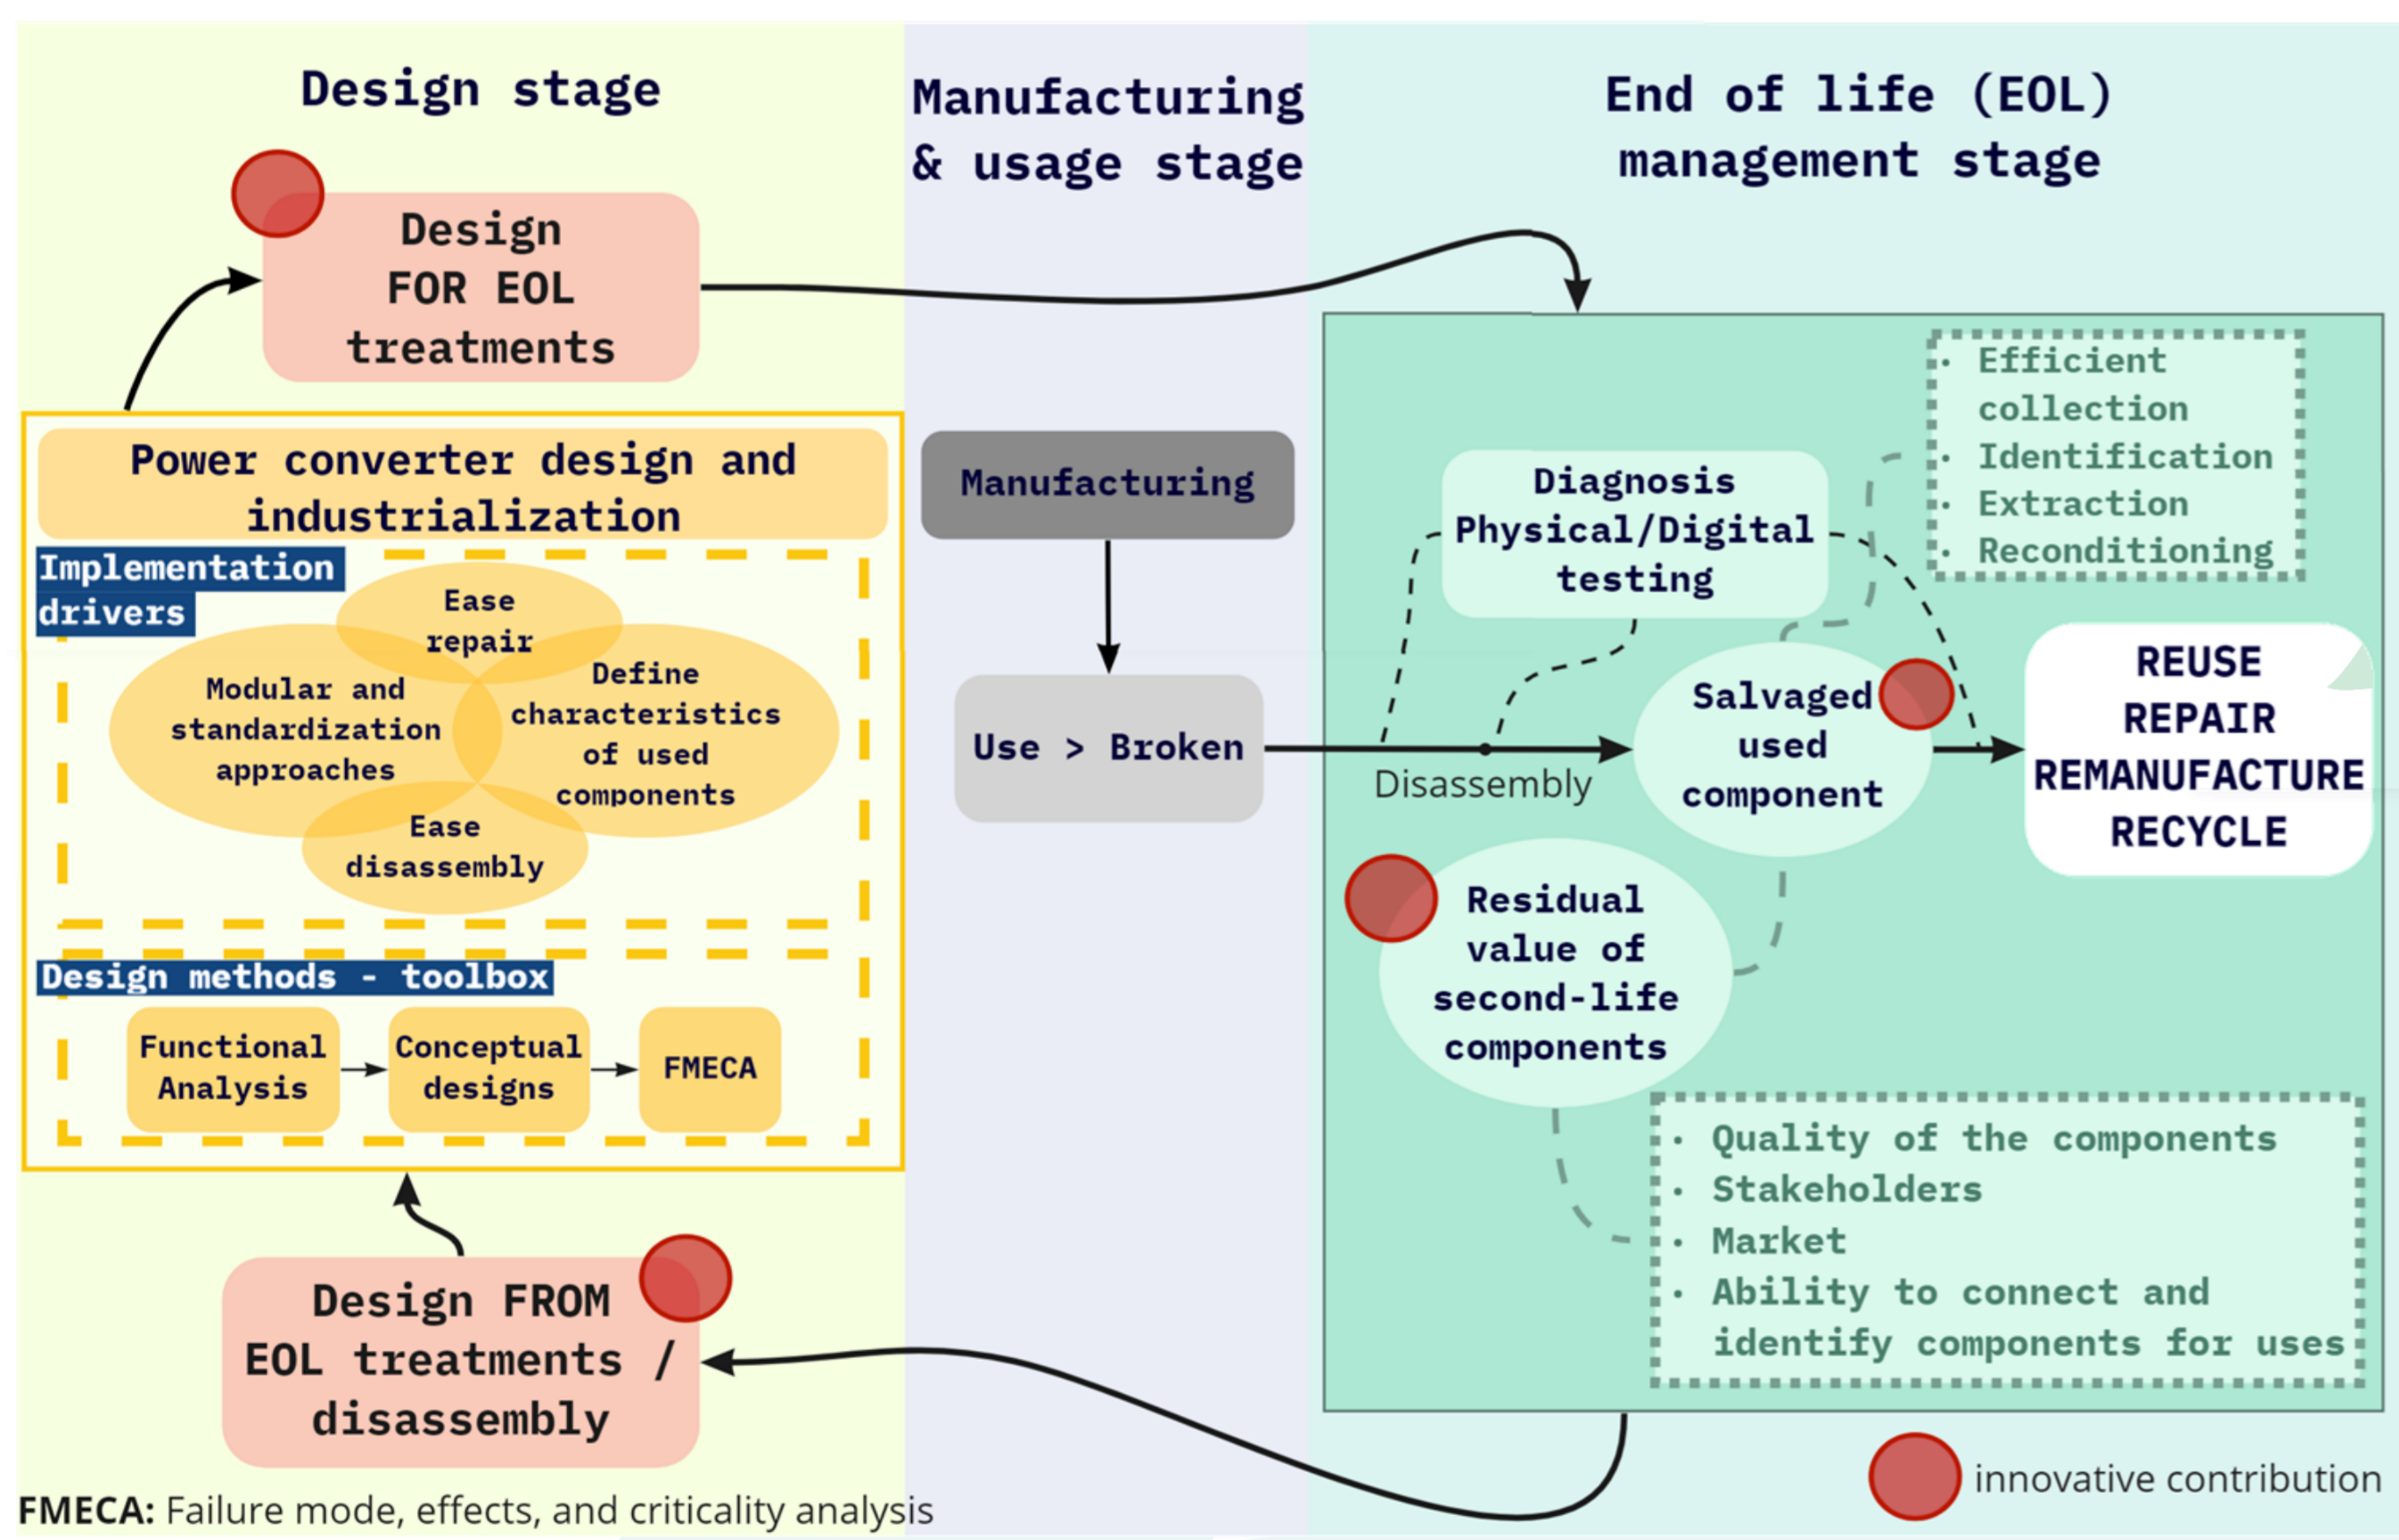 Design stage
Manufacturing
& usage stage
End of life (EOL)
management stage
Design
FOR EOL
treatments
Power converter design and
industrialization
Implementation
drivers
Ease
repair
Modular and
standardization
approaches
Define
characteristics
of used
components
Ease
disassembly
Design methods - toolbox
Functional
Analysis
Conceptual
designs
FMECA
Design FROM
EOL treatments /
disassembly
FMECA: Failure mode, effects, and criticality analysis
Manufacturing
Use > Broken
Diagnosis
Physical/Digital
testing
• Efficient
collection
• Identification
• Extraction
• Reconditioning
Disassembly
Salvaged
used
component
REUSE
REPAIR
REMANUFACTURE
RECYCLE
Residual
value of
second-life
components
• Quality of the components
• Stakeholders
• Market
• Ability to connect and
identify components for uses
innovative contribution